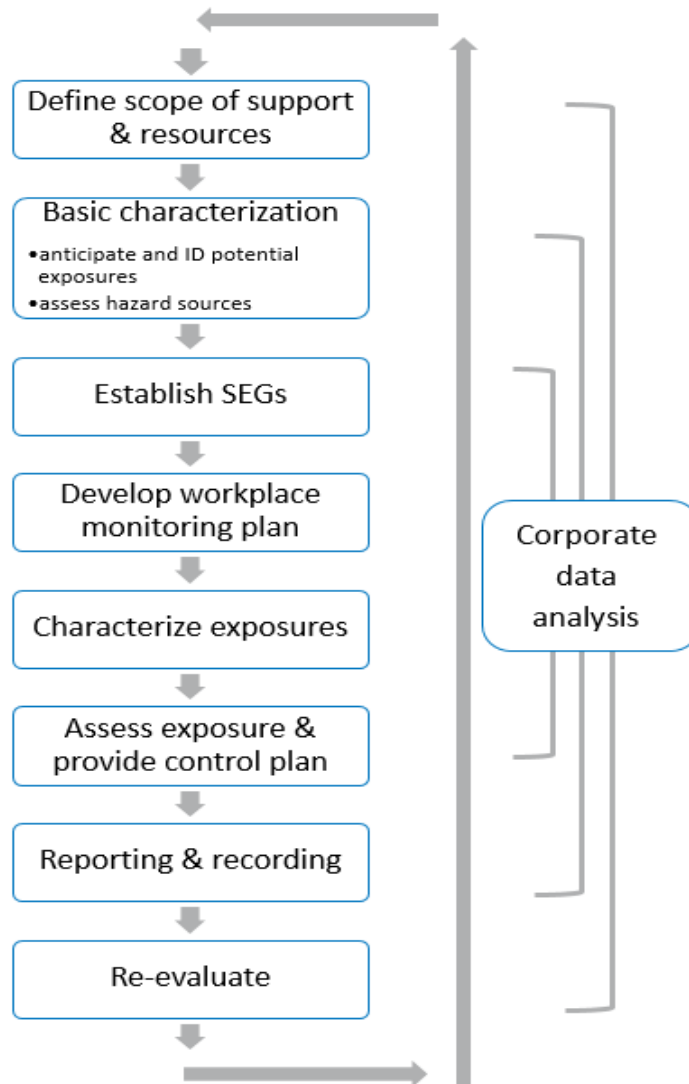 Define scope of support
& resources
Basic characterization
•anticipate and ID potential
exposures
•assess hazard sources
Establish SEGs
Develop workplace
monitoring plan
Characterize exposures
Assess exposure &
provide control plan
Reporting & recording
Re-evaluate
Corporate
data
analysis